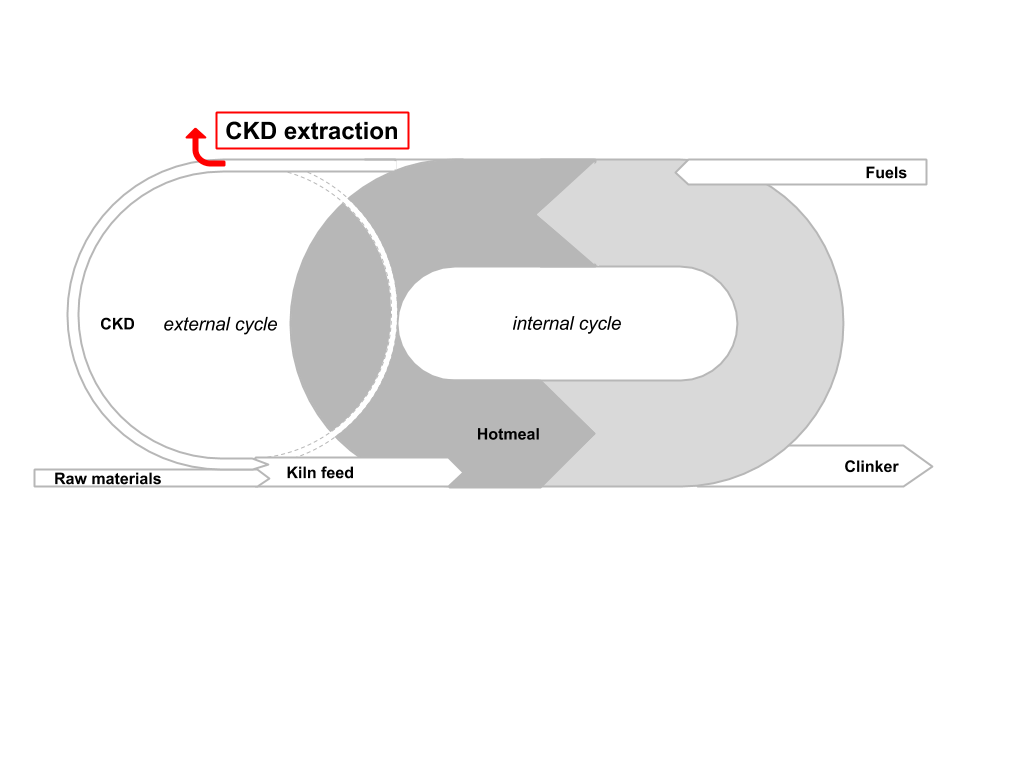 CKD extraction
Fuels
CKD
external cycle
internal cycle
Hotmeal
Clinker
Kiln feed
Raw materials